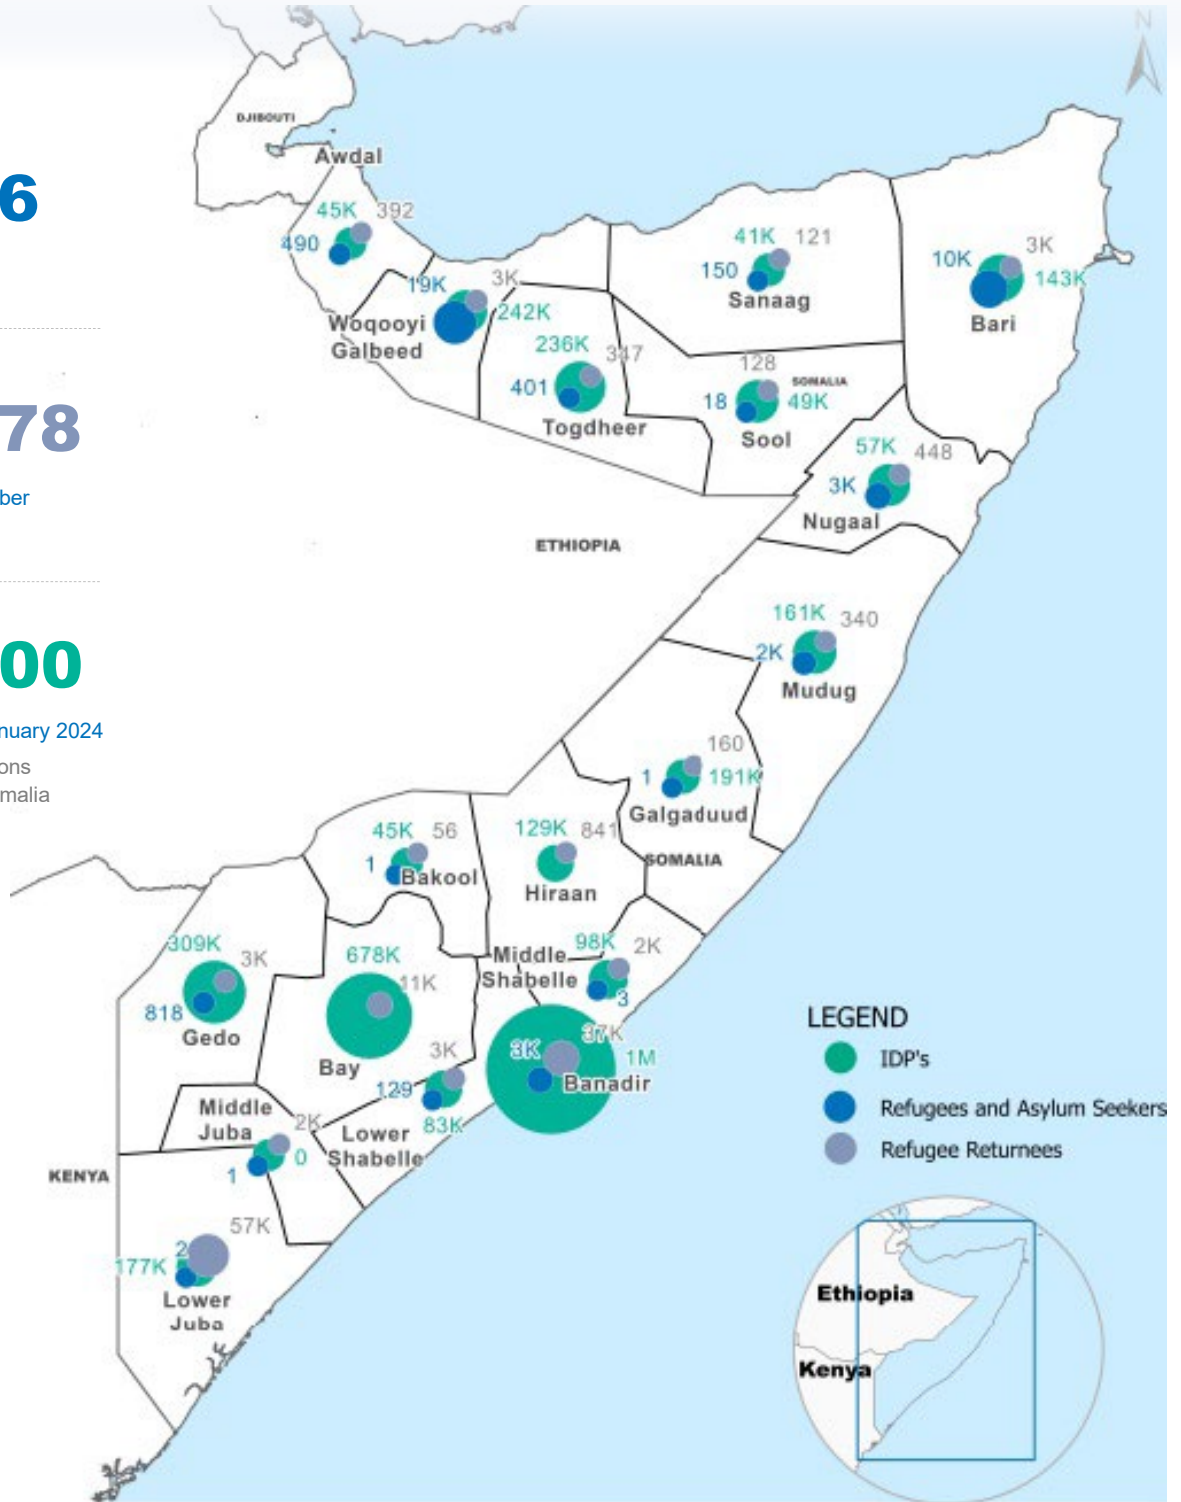 6
78
ber
00
nuary 2024
ons
malia
N
DJIBOUTI
Awdal
45K
392
490
19K
3K
242K
Woqooyi
Galbeed
236K
347
401
Togdheer
41K
121
150
Sanaag
10K
3K
143K
Bari
128
SOMALIA
18
49K
Sool
57K
448
3K
Nugaal
ETHIOPIA
161K
340
2K
Mudug
160
1
191K
Galgaduud
45K
56
1
Bakool
129K
841
Hiraan
SOMALIA
309K
3K
818
Gedo
678K
11K
Bay
Middle
Shabelle
98K
2K
3
37K
3K
1M
Banadir
3K
129
83K
Lower
Shabelle
Middle
Juba
2K
0
1
KENYA
57K
2
177K
Lower
Juba
LEGEND
IDP's
Refugees and Asylum Seekers
Refugee Returnees
Ethiopia
Kenya